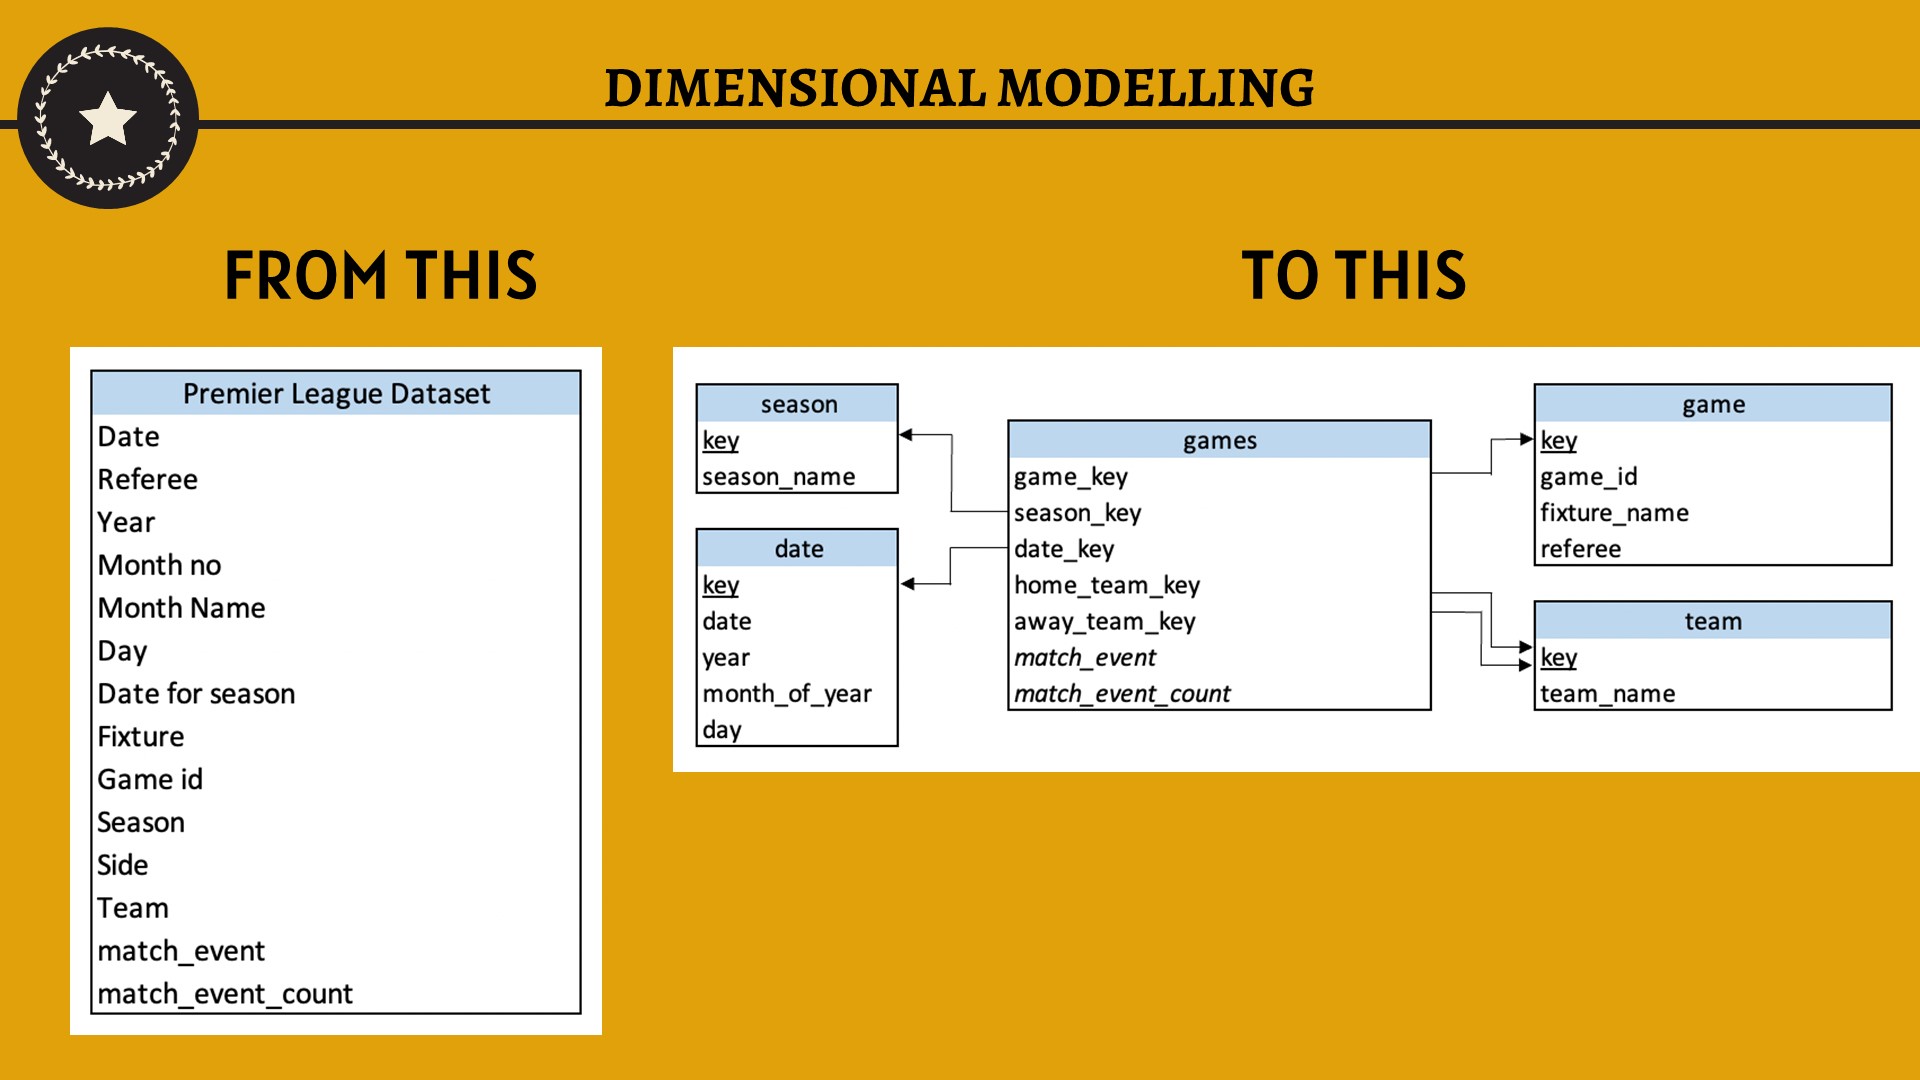 DIMENSIONAL MODELLING
FROM THIS
Premier League Dataset
Date
Referee
Year
Month no
Month Name
Day
Date for season
Fixture
Game id
Season
Side
Team
match_event
match_event_count
TO THIS
season
key
season_name
date
key
date
year
month_of_year
day
games
game_key
season_key
date_key
home_team_key
away_team_key
match_event
match_event_count
game
key
game_id
fixture_name
referee
team
key
team_name